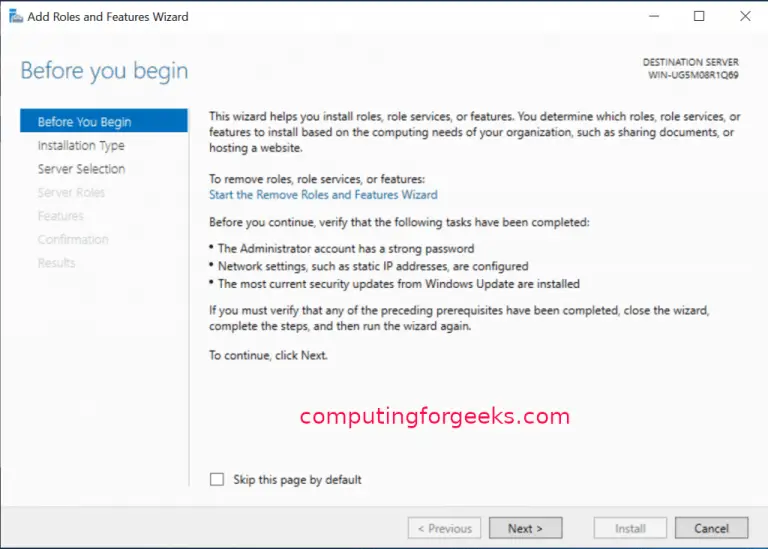 Add Roles and Features Wizard
Before you begin
DESTINATION SERVER
WIN-UG5M08R1Q69
Before You Begin
Installation Type
Server Selection
Server Roles
Features
Confirmation
Results
This wizard helps you install roles, role services, or features. You determine which roles, role services, or
features to install based on the computing needs of your organization, such as sharing documents, or
hosting a website.
To remove roles, role services, or features:
Start the Remove Roles and Features Wizard
Before you continue, verify that the following tasks have been completed:
• The Administrator account has a strong password
• Network settings, such as static IP addresses, are configured
• The most current security updates from Windows Update are installed
If you must verify that any of the preceding prerequisites have been completed, close the wizard,
complete the steps, and then run the wizard again.
To continue, click Next.
computingforgeeks.com
Skip this page by default
< Previous
Next >
Install
Cancel